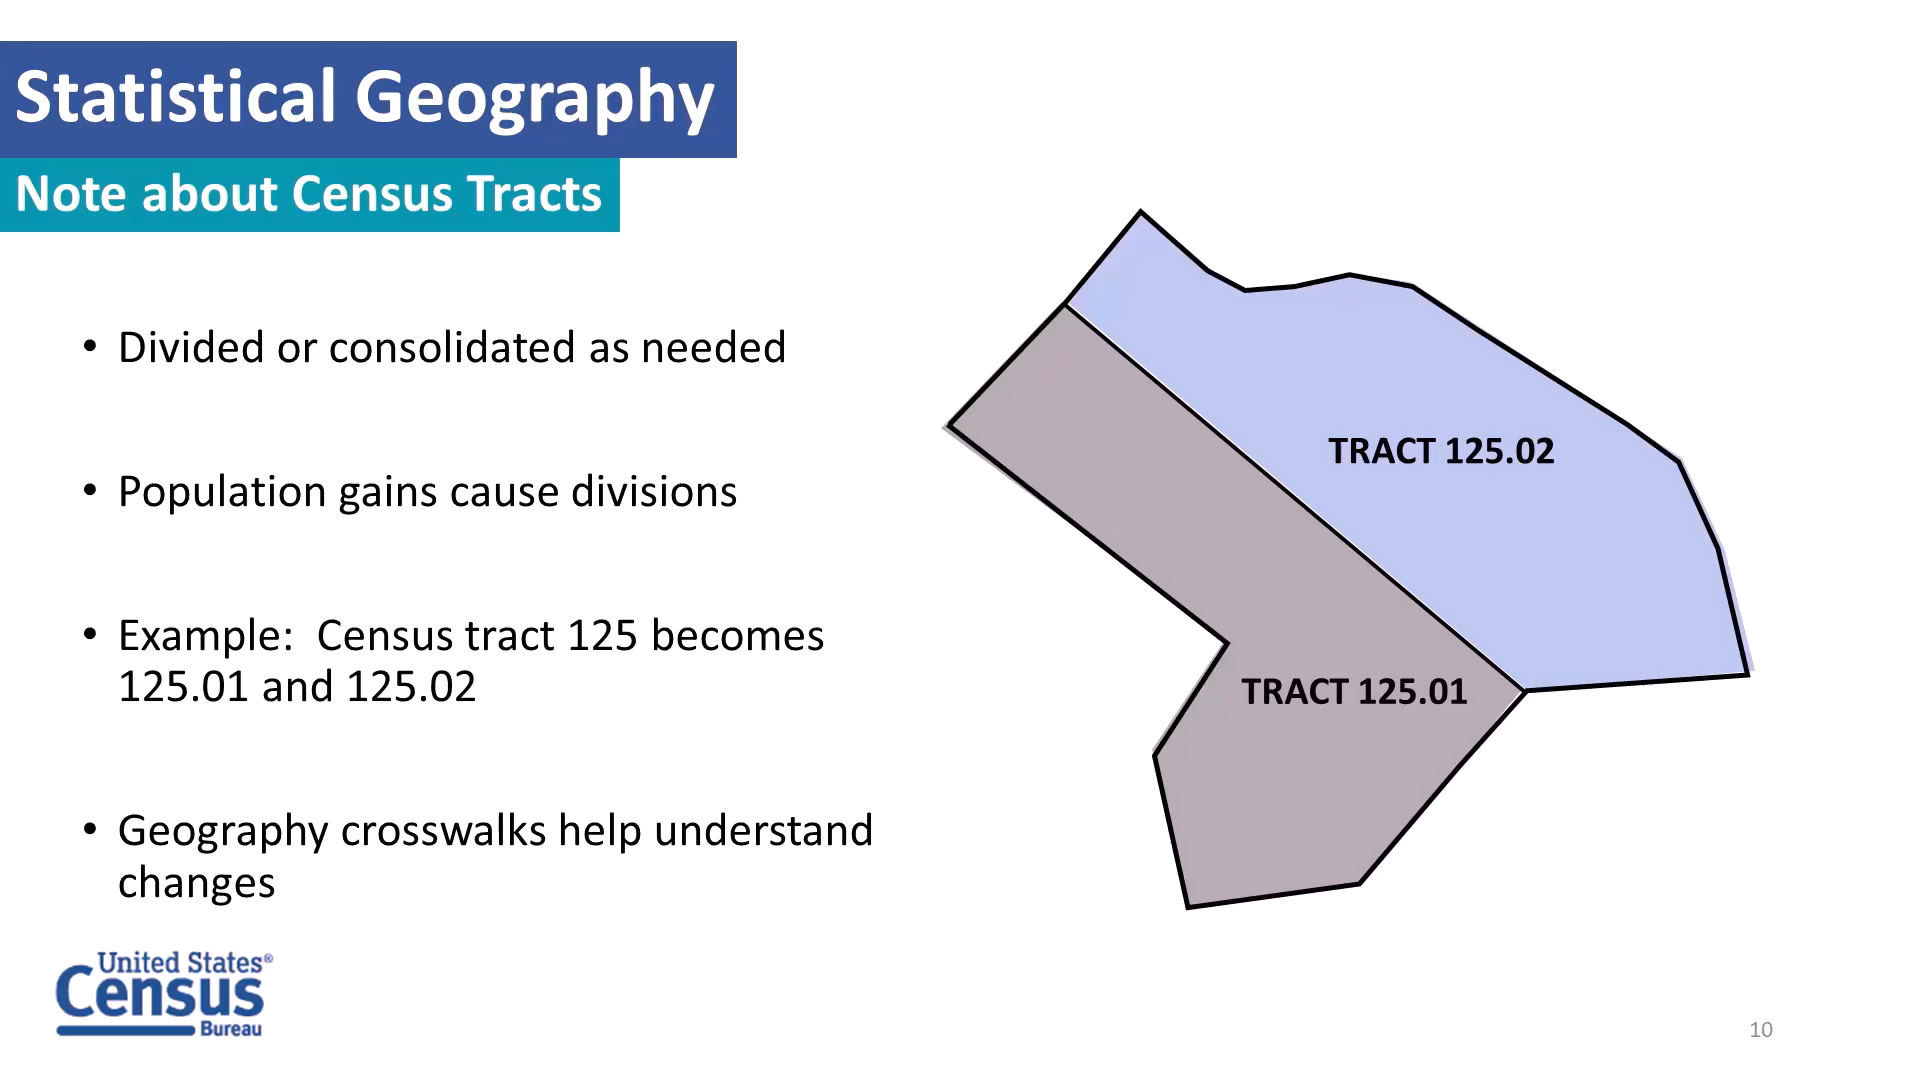 Statistical Geography
Note about Census Tracts
• Divided or consolidated as needed
• Population gains cause divisions
• Example:  Census tract 125 becomes
125.01 and 125.02
• Geography crosswalks help understand
changes
TRACT 125.02
TRACT 125.01
United States®
Census
Bureau
10